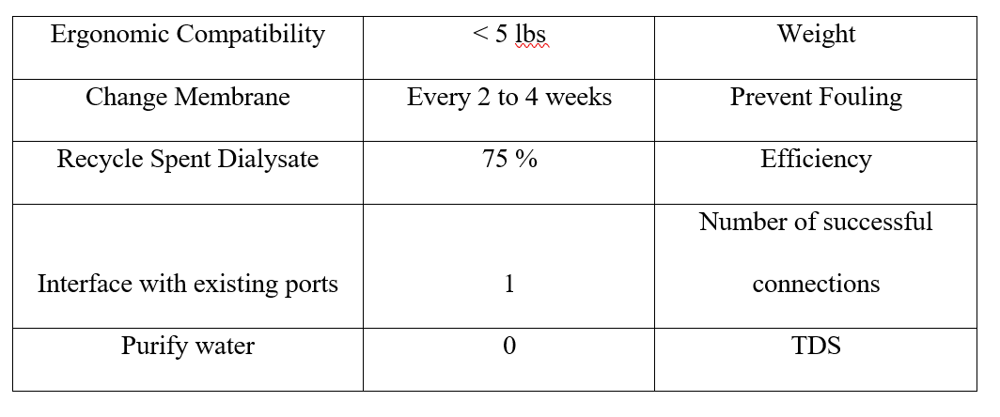 Ergonomic Compatibility < 5 lbs Weight
Change Membrane Every 2 to 4 weeks Prevent Fouling
Recycle Spent Dialysate 75 % Efficiency
Number of successful
Interface with existing ports 1 connections
Purify water 0 TDS